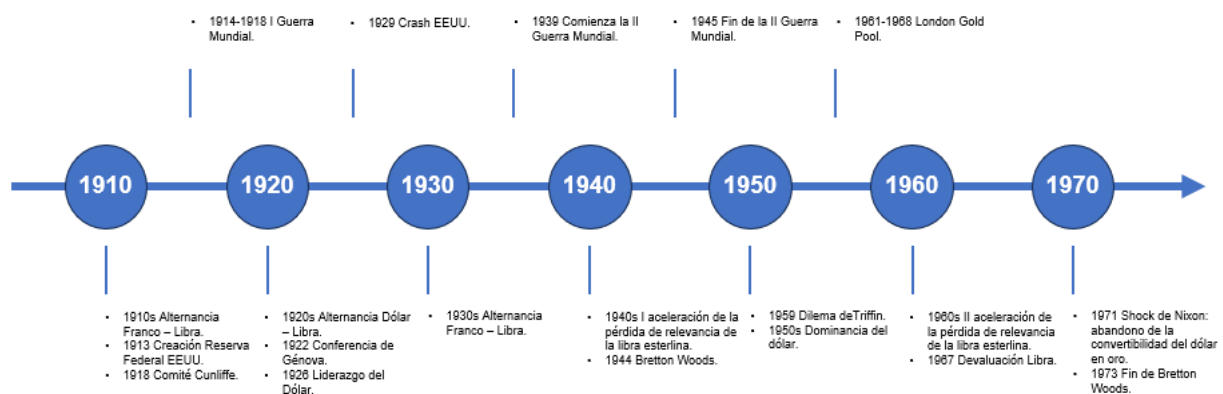 ▪ 1914-1918 I Guerra
Mundial.
▪ 1929 Crash EEUU.
▪ 1939 Comienza la II
Guerra Mundial.
▪ 1945 Fin de la II Guerra
Mundial.
▪ 1961-1968 London Gold
Pool.
1910
1920
1930
1940
1950
1960
1970
▪ 1910s Alternancia
Franco – Libra.
▪ 1913 Creación Reserva
Federal EEUU.
▪ 1918 Comité Cunliffe.
▪ 1920s Alternancia Dólar
– Libra.
▪ 1922 Conferencia de
Génova.
▪ 1926 Liderazgo del
Dólar.
▪ 1930s Alternancia
Franco – Libra.
▪ 1940s I aceleración de la
pérdida de relevancia de
la libra esterlina.
▪ 1944 Bretton Woods.
▪ 1959 Dilema deTriffin.
▪ 1950s Dominancia del
dólar.
▪ 1960s II aceleración de
la pérdida de relevancia
de la libra esterlina.
▪ 1967 Devaluación Libra.
▪ 1971 Shock de Nixon:
abandono de la
convertibilidad del dólar
en oro.
▪ 1973 Fin de Bretton
Woods.